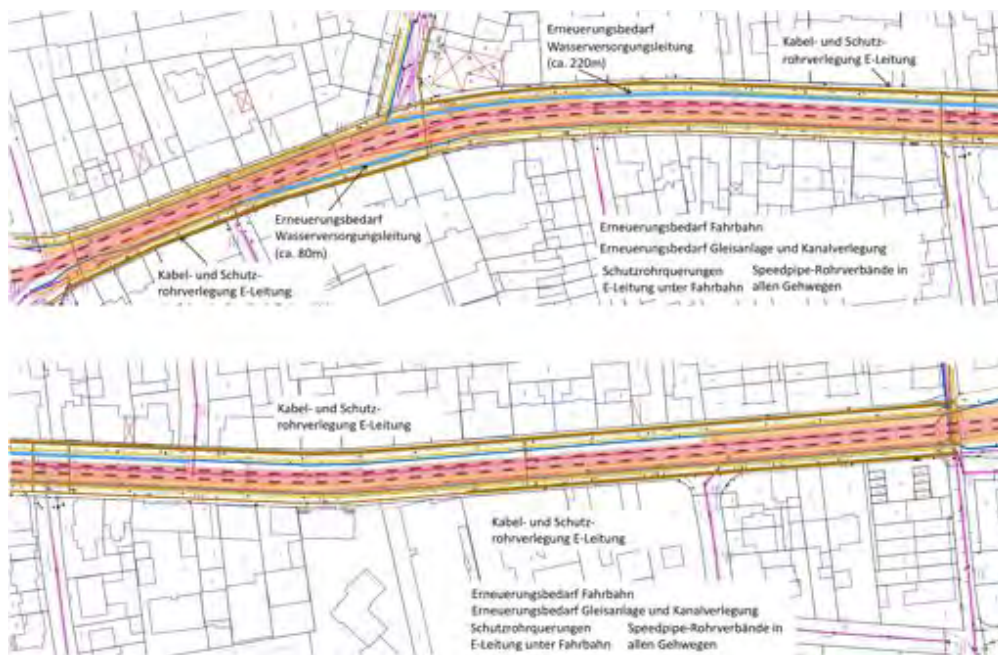 Erneuerungsbedarf
Wasserversorgungsleitung
(ca. 220m)
Kabel- und Schutz-
rohrverlegung E-Leitung
Erneuerungsbedarf
Wasserversorgungsleitung
(ca. 80m)
Kabel- und Schutz-
rohrverlegung E-Leitung
Erneuerungsbedarf Fahrbahn
Erneuerungsbedarf Gleisanlage und Kanalverlegung
Schutzrohrquerungen
E-Leitung unter Fahrbahn
Speedpipe-Rohrverbände in
allen Gehwegen
Kabel- und Schutz-
rohrverlegung E-Leitung
Kabel- und Schutz-
rohrverlegung E-Leitung
Erneuerungsbedarf Fahrbahn
Erneuerungsbedarf Gleisanlage und Kanalverlegung
Schutzrohrquerungen
E-Leitung unter Fahrbahn
Speedpipe-Rohrverbände in
allen Gehwegen